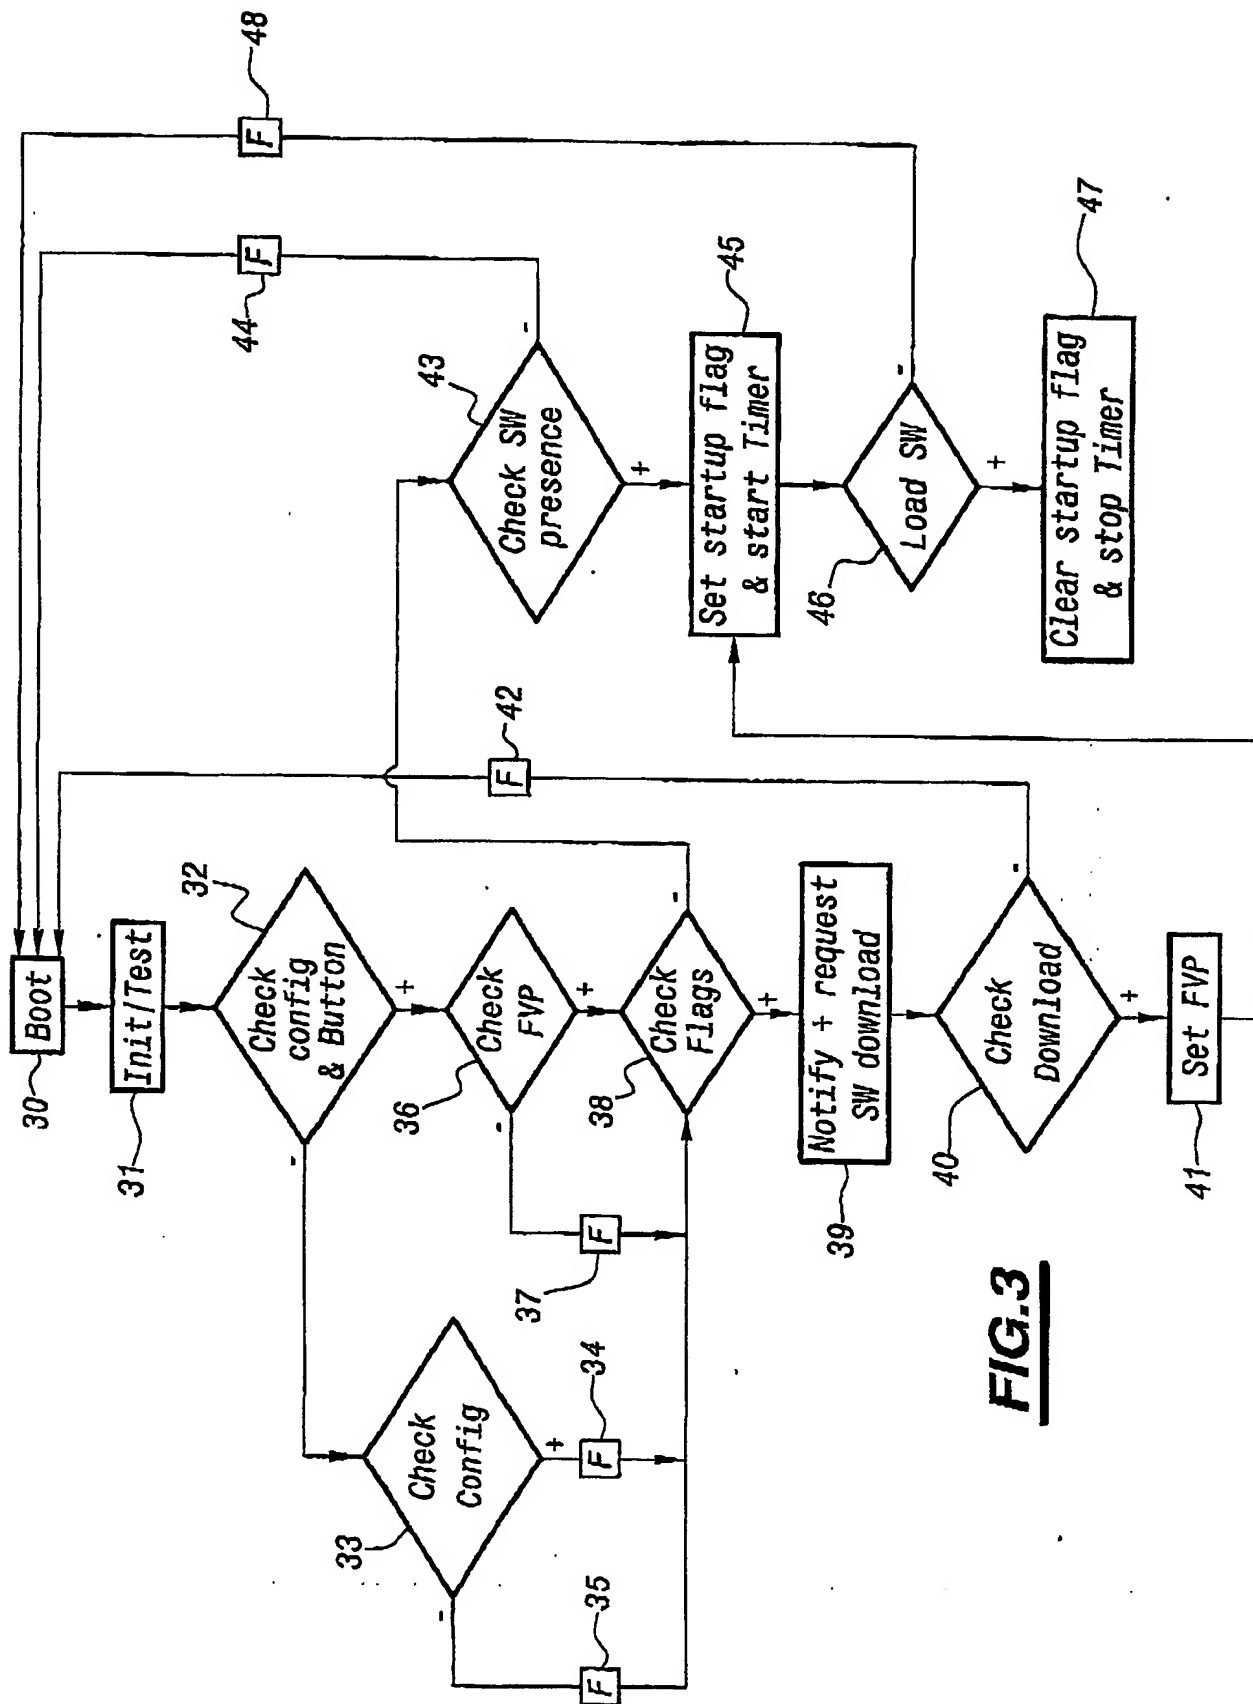 Boot
30
Init/Test
31
Check
config
& Button
32
-
+
Check
Config
33
+
-
F
34
F
35
Check
FVP
36
-
+
F
37
Check
Flags
38
-
+
Notify + request
SW download
39
Check
Download
40
-
+
Set FVP
41
F
42
Check SW
presence
43
-
+
F
44
Set startup flag
& start Timer
45
Load SW
46
-
+
Clear startup flag
& stop Timer
47
F
48
FIG.3